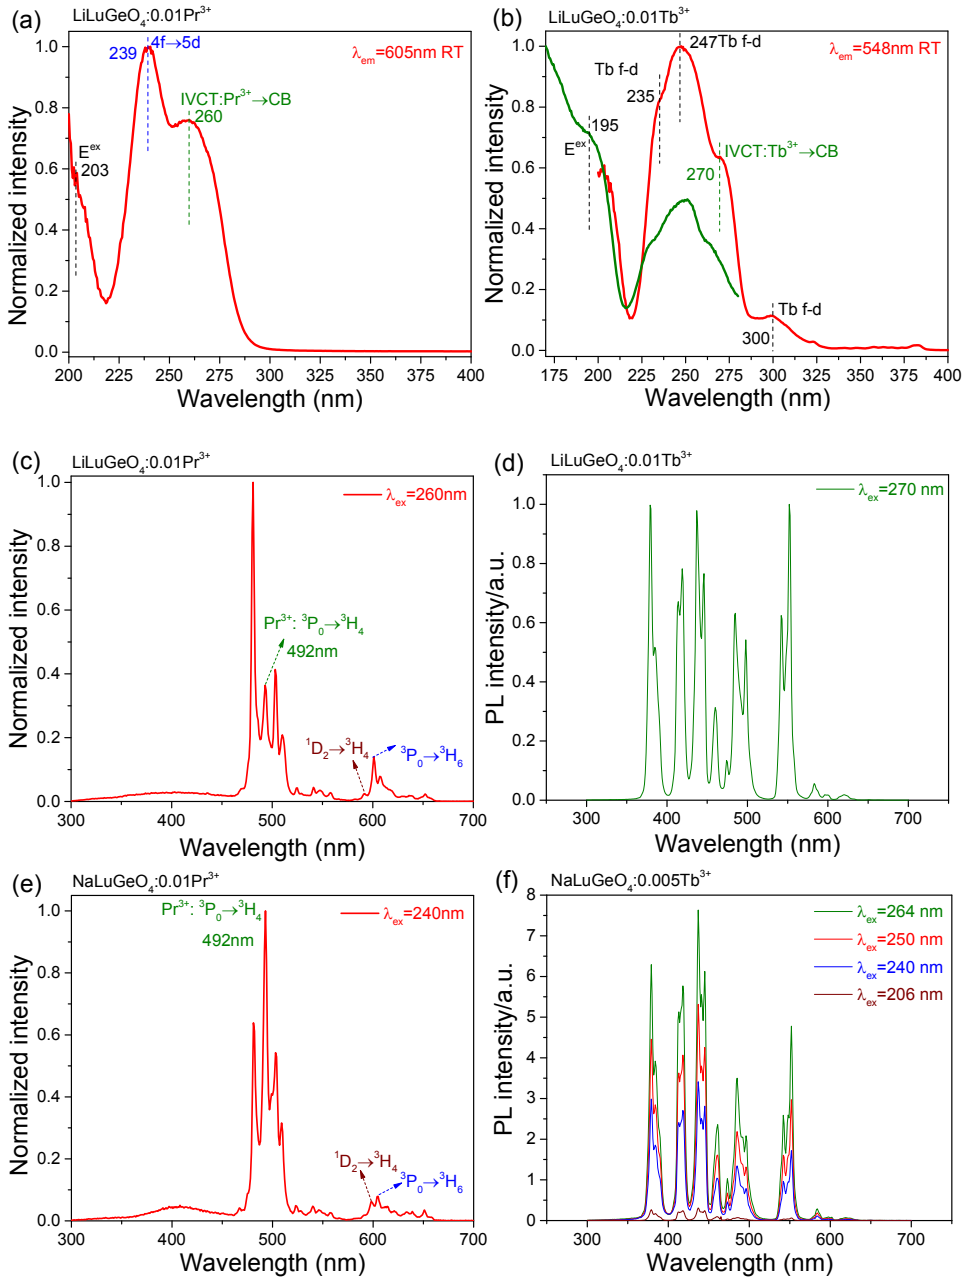 (a) LiLuGeO₄:0.01Pr³⁺
4f→5d
239
λₑₘ=605nm RT
IVCT:Pr³⁺→CB
260
Eᵉˣ
203
1.0
0.8
0.6
0.4
0.2
0.0
Normalized intensity
200 225 250 275 300 325 350 375 400
Wavelength (nm)
(b) LiLuGeO₄:0.01Tb³⁺
247Tb f-d
λₑₘ=548nm RT
Tb f-d
235
195
Eᵉˣ
IVCT:Tb³⁺→CB
270
Tb f-d
300
1.0
0.8
0.6
0.4
0.2
0.0
Normalized intensity
175 200 225 250 275 300 325 350 375 400
Wavelength (nm)
(c) LiLuGeO₄:0.01Pr³⁺
λₑₓ=260nm
Pr³⁺: ³P₀→³H₄
492nm
¹D₂→³H₄
³P₀→³H₆
1.0
0.8
0.6
0.4
0.2
0.0
Normalized intensity
300 400 500 600 700
Wavelength (nm)
(d) LiLuGeO₄:0.01Tb³⁺
λₑₓ=270 nm
1.0
0.8
0.6
0.4
0.2
0.0
PL intensity/a.u.
300 400 500 600 700
Wavelength (nm)
(e) NaLuGeO₄:0.01Pr³⁺
Pr³⁺: ³P₀→³H₄
492nm
λₑₓ=240nm
¹D₂→³H₄
³P₀→³H₆
1.0
0.8
0.6
0.4
0.2
0.0
Normalized intensity
300 400 500 600 700
Wavelength (nm)
(f) NaLuGeO₄:0.005Tb³⁺
λₑₓ=264 nm
λₑₓ=250 nm
λₑₓ=240 nm
λₑₓ=206 nm
8
7
6
5
4
3
2
1
0
PL intensity/a.u.
300 400 500 600 700
Wavelength (nm)